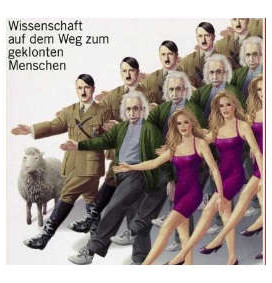 Wissenschaft
auf dem Weg zum
geklonten
Menschen